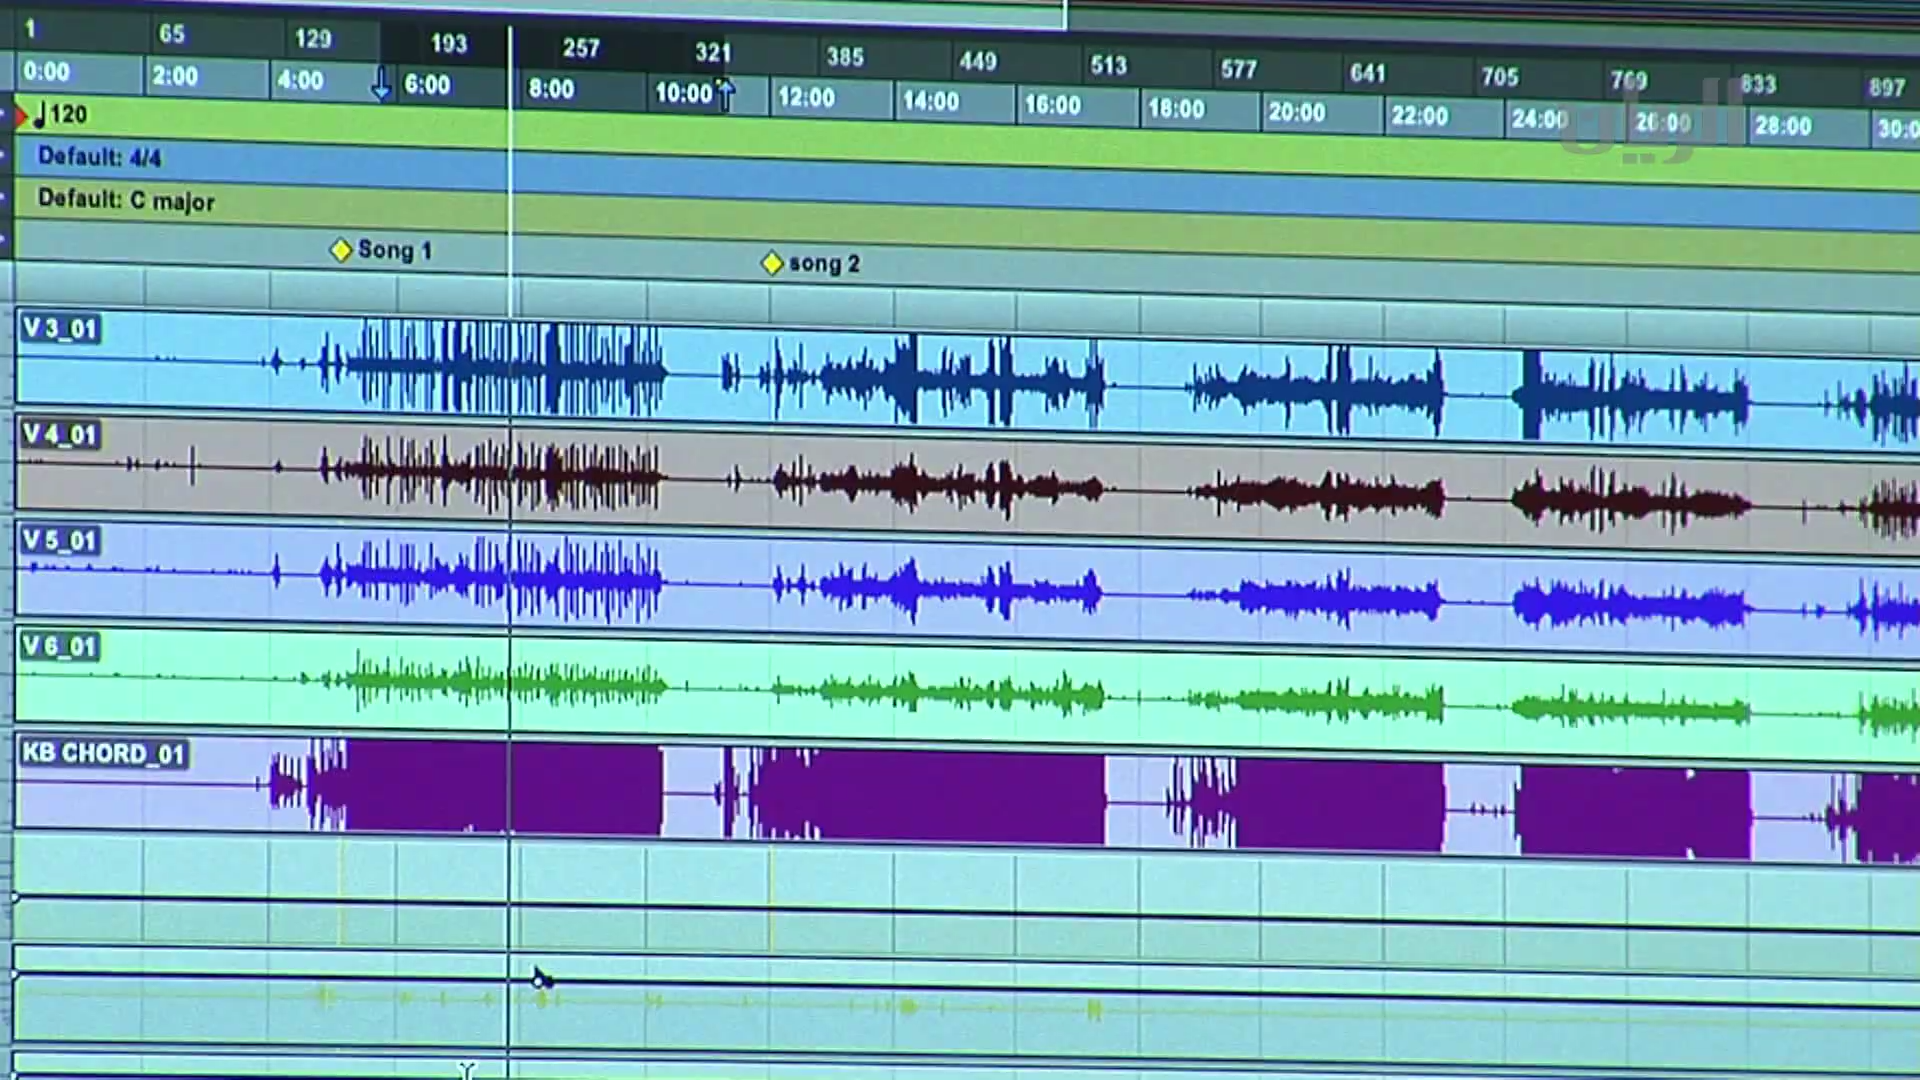 1 65 129 193 257 321 385 449 513 577 641 705 769 833 897
0:00 2:00 4:00 6:00 8:00 10:00 12:00 14:00 16:00 18:00 20:00 22:00 24:00 26:00 28:00 30:0
120
الريان
Default: 4/4
Default: C major
Song 1 song 2
V 3_01
V 4_01
V 5_01
V 6_01
KB CHORD_01